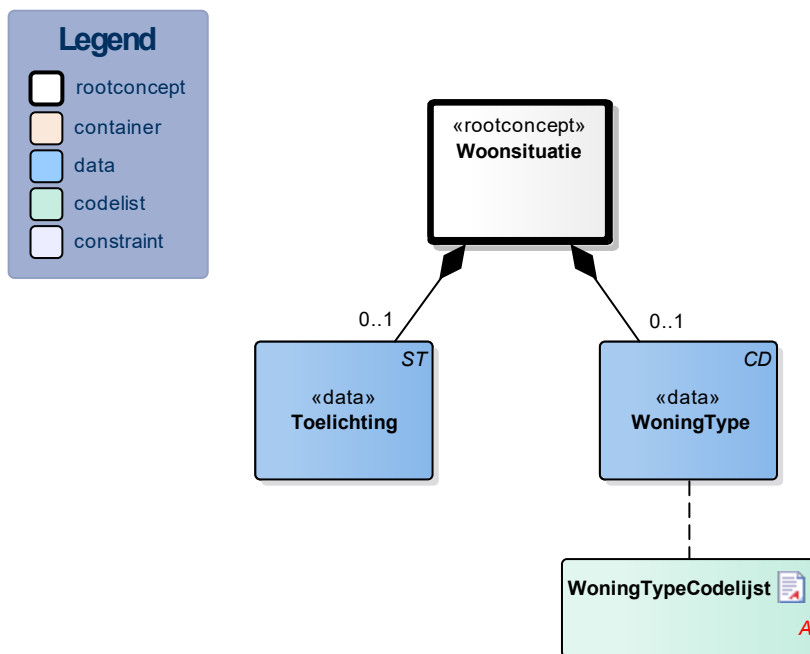 Legend
rootconcept
container
data
codelist
constraint
«rootconcept»
Woonsituatie
0..1
0..1
ST
«data»
Toelichting
CD
«data»
WoningType
WoningTypeCodelijst
A